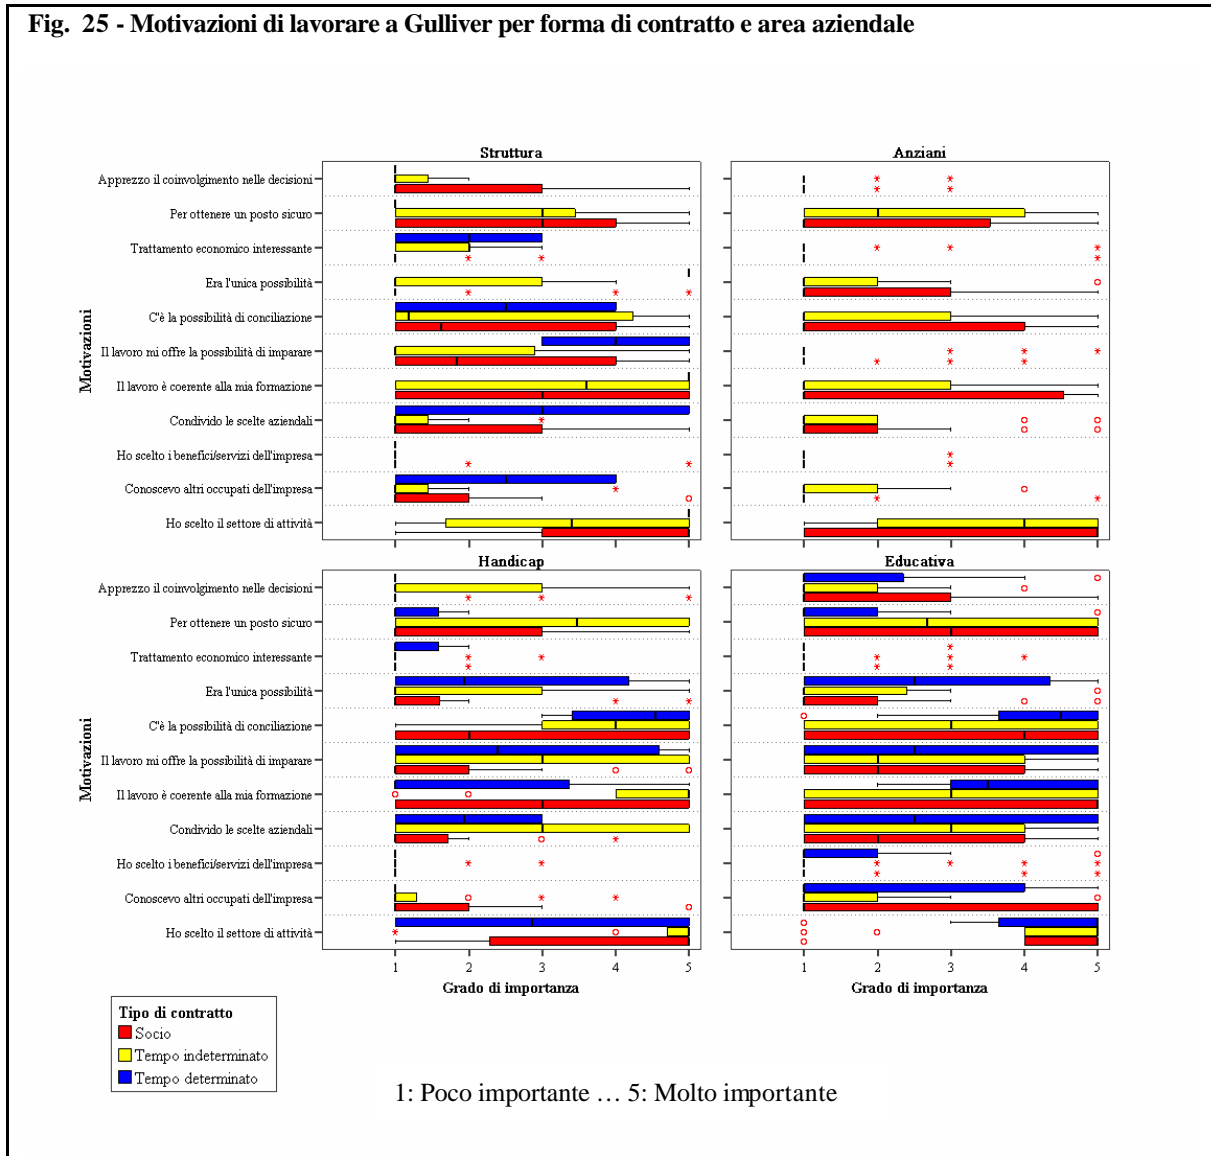 Fig. 25 - Motivazioni di lavorare a Gulliver per forma di contratto e area aziendale
Struttura
Anziani
Motivazioni
Apprezzo il coinvolgimento nelle decisioni
Per ottenere un posto sicuro
Trattamento economico interessante
Era l'unica possibilità
C'è la possibilità di conciliazione
Il lavoro mi offre la possibilità di imparare
Il lavoro è coerente alla mia formazione
Condivido le scelte aziendali
Ho scelto i benefici/servizi dell'impresa
Conoscevo altri occupati dell'impresa
Ho scelto il settore di attività
Handicap
Educativa
Motivazioni
Apprezzo il coinvolgimento nelle decisioni
Per ottenere un posto sicuro
Trattamento economico interessante
Era l'unica possibilità
C'è la possibilità di conciliazione
Il lavoro mi offre la possibilità di imparare
Il lavoro è coerente alla mia formazione
Condivido le scelte aziendali
Ho scelto i benefici/servizi dell'impresa
Conoscevo altri occupati dell'impresa
Ho scelto il settore di attività
1 2 3 4 5 1 2 3 4 5
Grado di importanza Grado di importanza
Tipo di contratto
Socio
Tempo indeterminato
Tempo determinato
1: Poco importante … 5: Molto importante